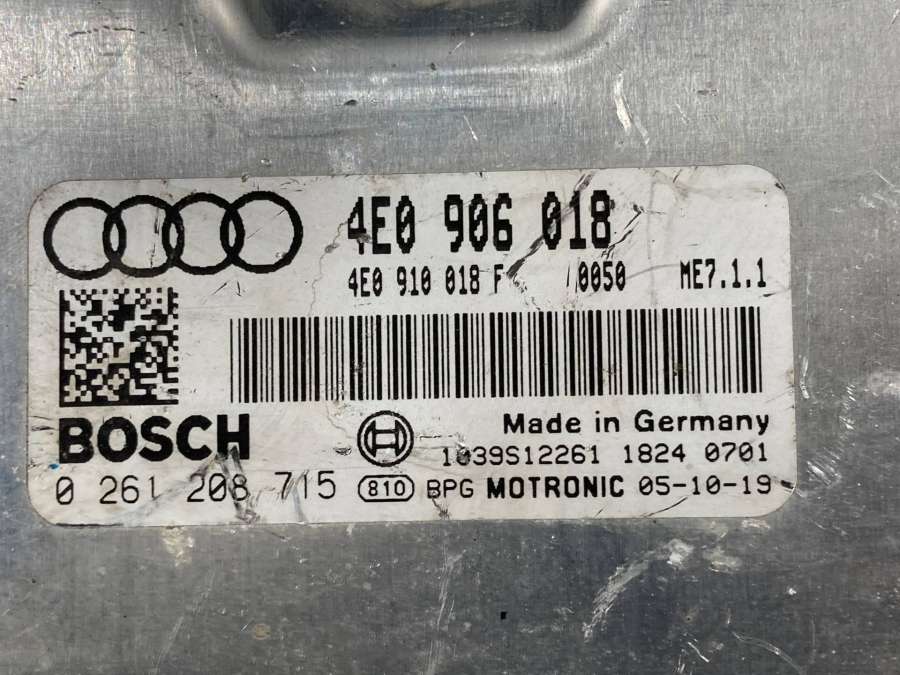 4E0 906 018
4E0 910 018 F 0050 ME7.1.1
BOSCH
Made in Germany
1039S12261 1824 0701
0 261 208 715 810 BPG MOTRONIC 05-10-19